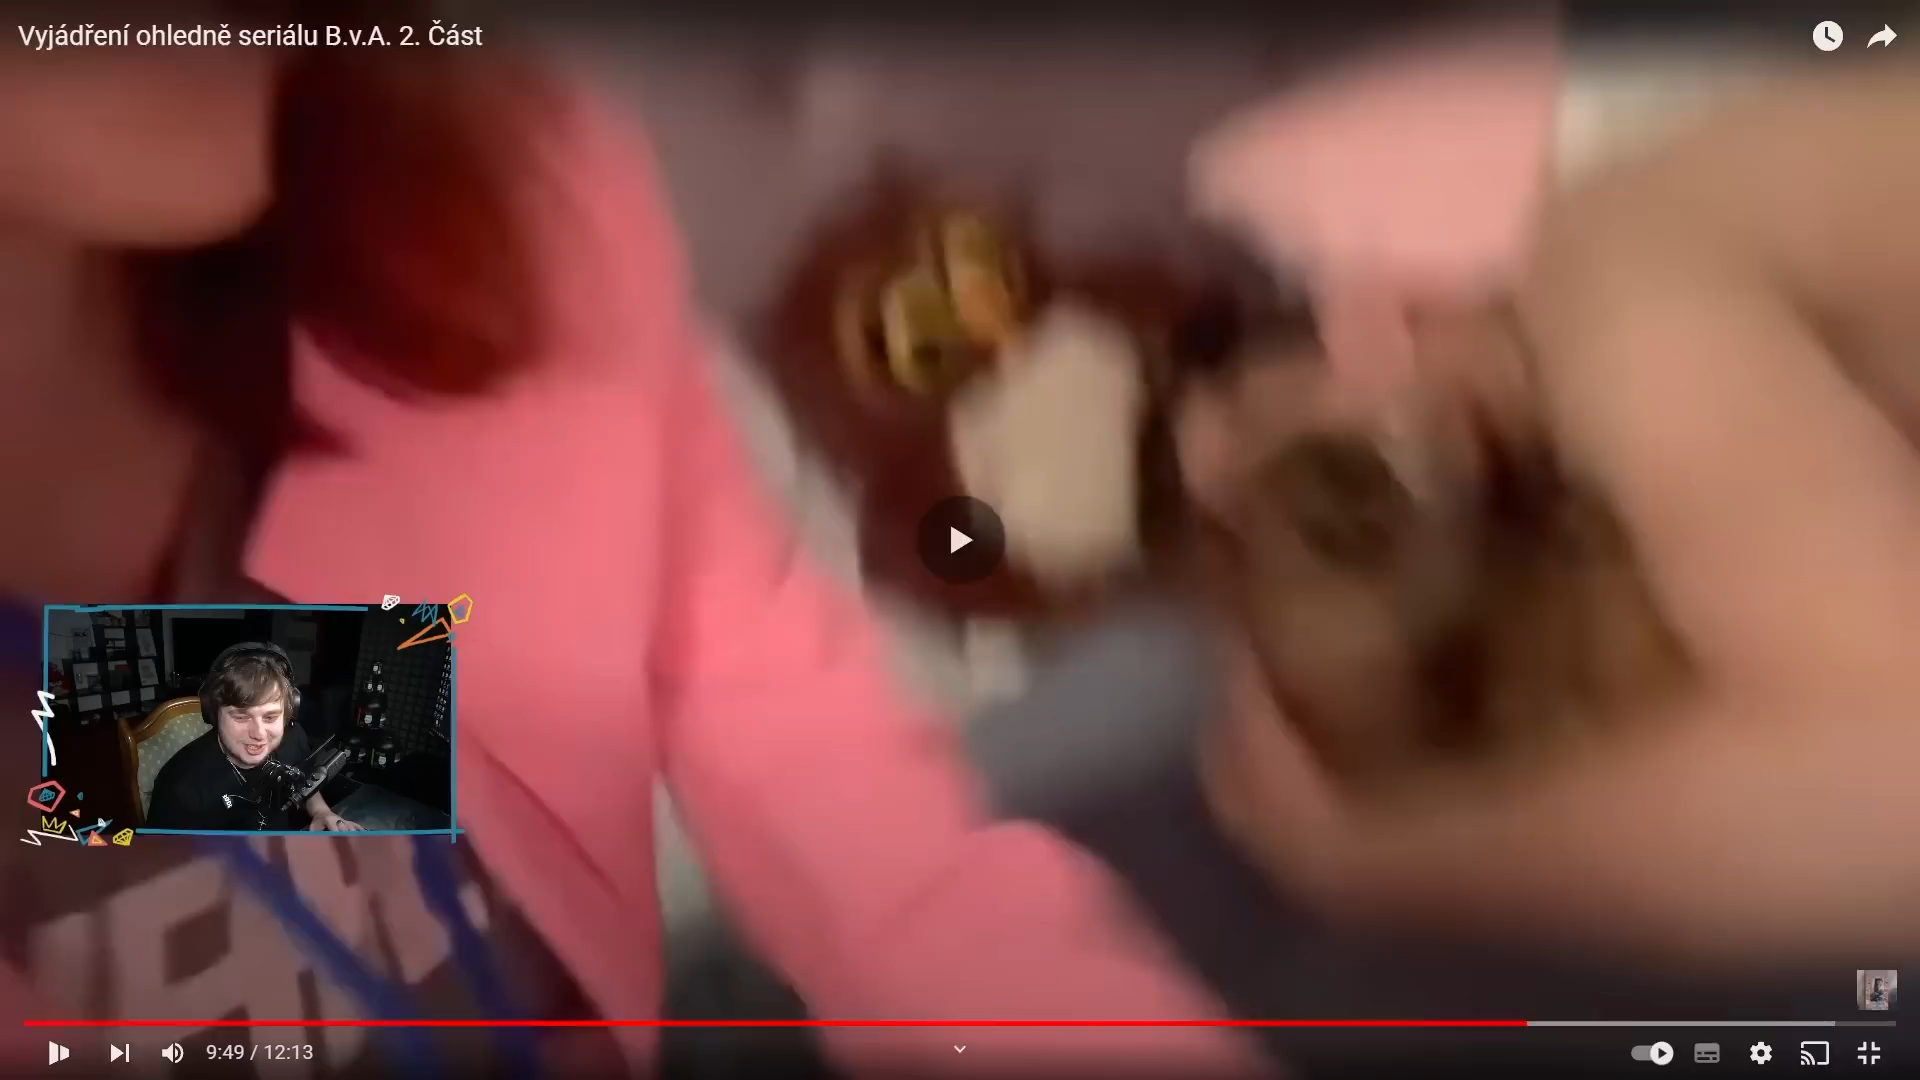 Vyjádření ohledně seriálu B.v.A. 2. Část
9:49 / 12:13